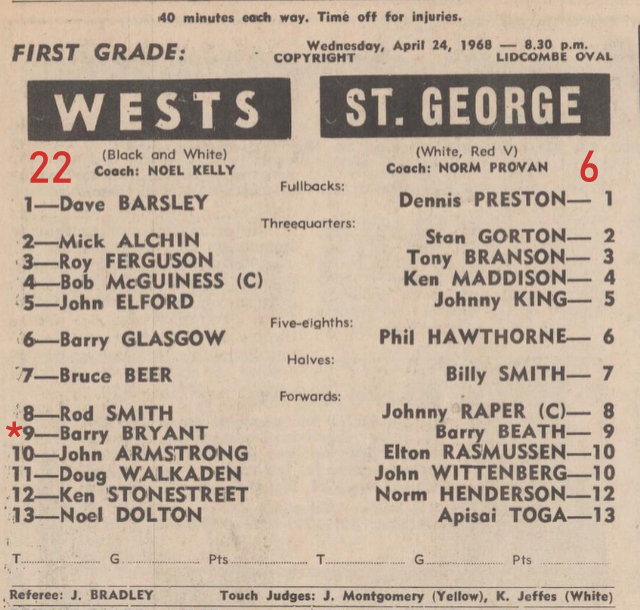 40 minutes each way. Time off for injuries.
FIRST GRADE:
Wednesday, April 24, 1968 — 8.30 p.m.
COPYRIGHT LIDCOMBE OVAL
WESTS ST. GEORGE
22 (Black and White) (White, Red V) 6
Coach: NOEL KELLY Coach: NORM PROVAN
Fullbacks:
1—Dave BARSLEY Dennis PRESTON— 1
Threequarters:
2—Mick ALCHIN Stan GORTON— 2
3—Roy FERGUSON Tony BRANSON— 3
4—Bob McGUINESS (C) Ken MADDISON— 4
5—John ELFORD Johnny KING— 5
Five-eighths:
6—Barry GLASGOW Phil HAWTHORNE— 6
Halves:
7—Bruce BEER Billy SMITH— 7
Forwards:
8—Rod SMITH Johnny RAPER (C)— 8
*9—Barry BRYANT Barry BEATH— 9
10—John ARMSTRONG Elton RASMUSSEN—10
11—Doug WALKADEN John WITTENBERG—10
12—Ken STONESTREET Norm HENDERSON—12
13—Noel DOLTON Apisai TOGA—13
T.................... G.................... Pts .................... T.................... G.................... Pts ....................
Referee: J. BRADLEY Touch Judges: J. Montgomery (Yellow), K. Jeffes (White)